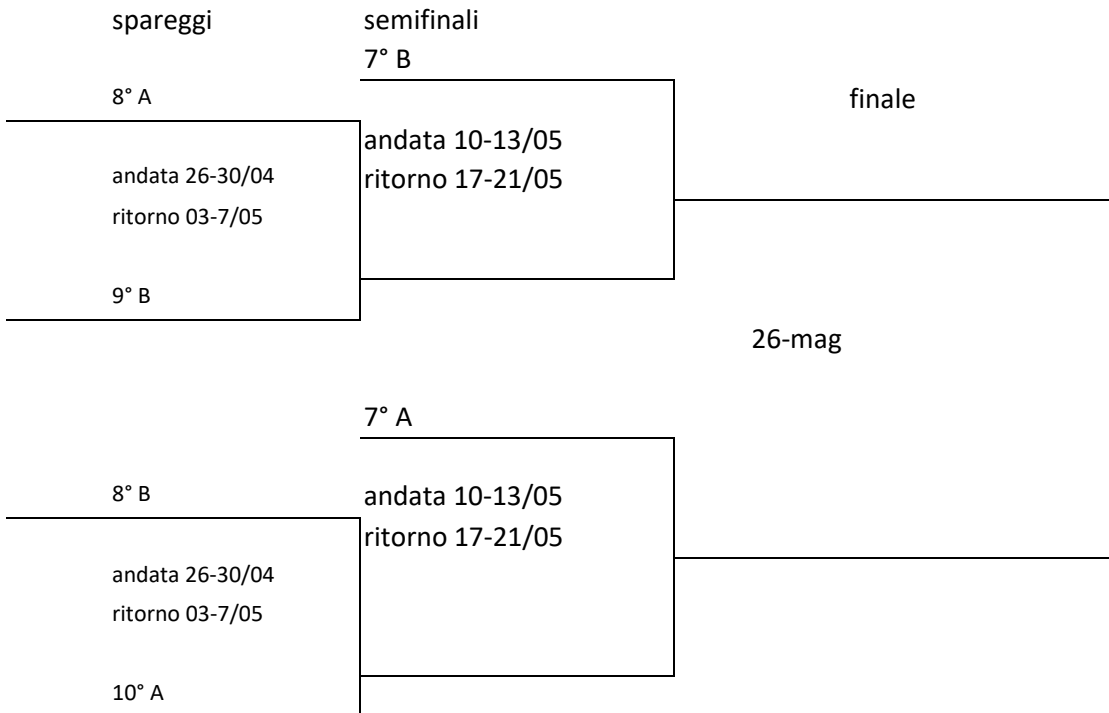 spareggi
semifinali
7° B
8° A
finale
andata 10-13/05
ritorno 17-21/05
andata 26-30/04
ritorno 03-7/05
9° B
26-mag
7° A
8° B
andata 10-13/05
ritorno 17-21/05
andata 26-30/04
ritorno 03-7/05
10° A